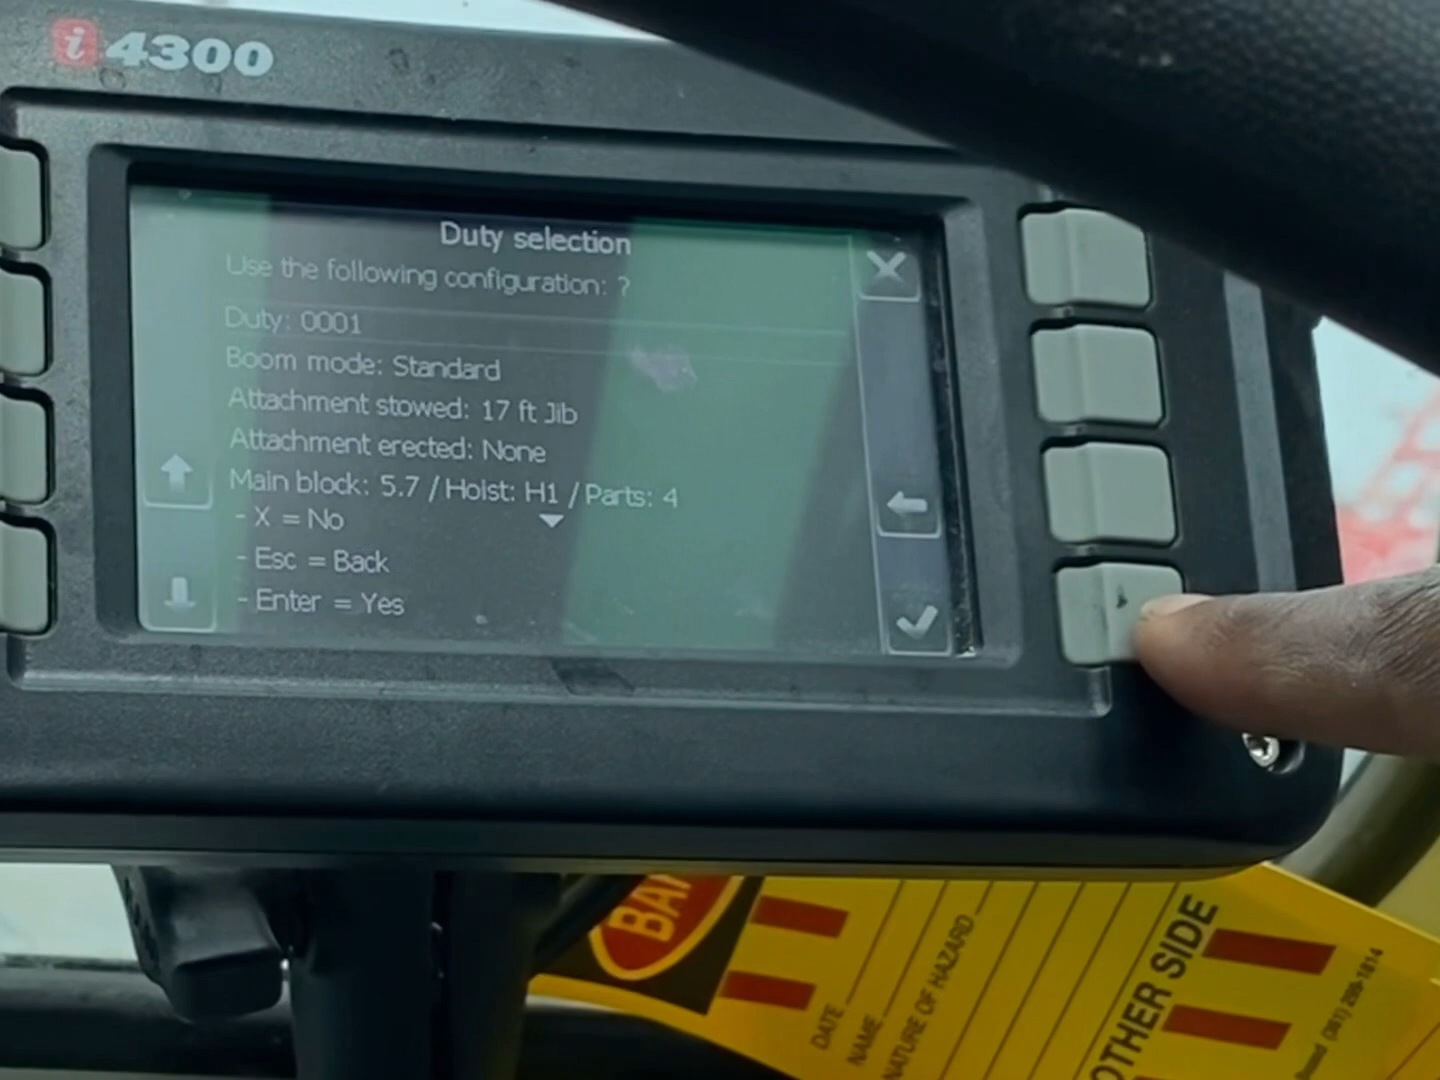 i4300
Duty selection
Use the following configuration: ?
Duty: 0001
Boom mode: Standard
Attachment stowed: 17 ft Jib
Attachment erected: None
Main block: 5.7 / Hoist: H1 / Parts: 4
- X = No
- Esc = Back
- Enter = Yes
DATE
NAME
NATURE OF HAZARD
OTHER SIDE